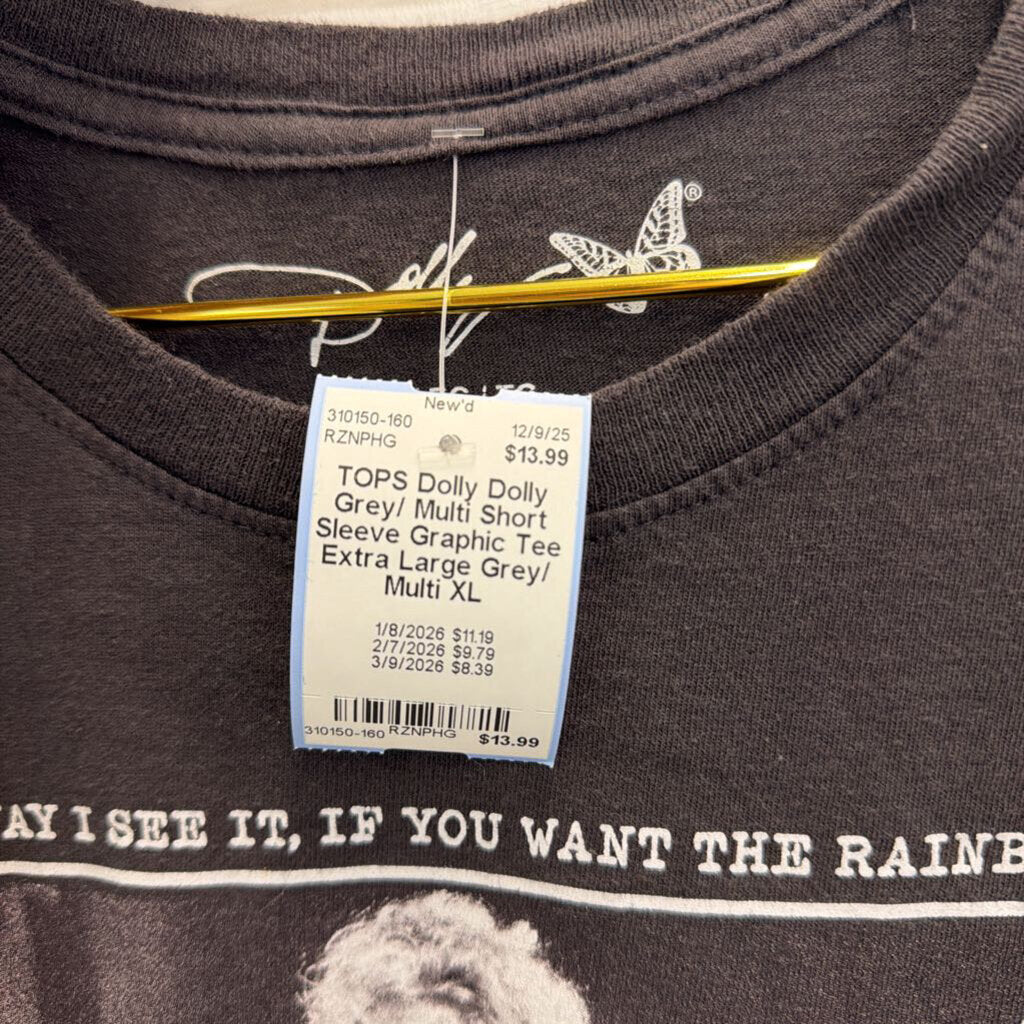 Dolly
®
New'd
310150-160 12/9/25
RZNPHG $13.99
TOPS Dolly Dolly
Grey/ Multi Short
Sleeve Graphic Tee
Extra Large Grey/
Multi XL
1/8/2026 $11.19
2/7/2026 $9.79
3/9/2026 $8.39
310150-160 RZNPHG $13.99
AY I SEE IT, IF YOU WANT THE RAINB